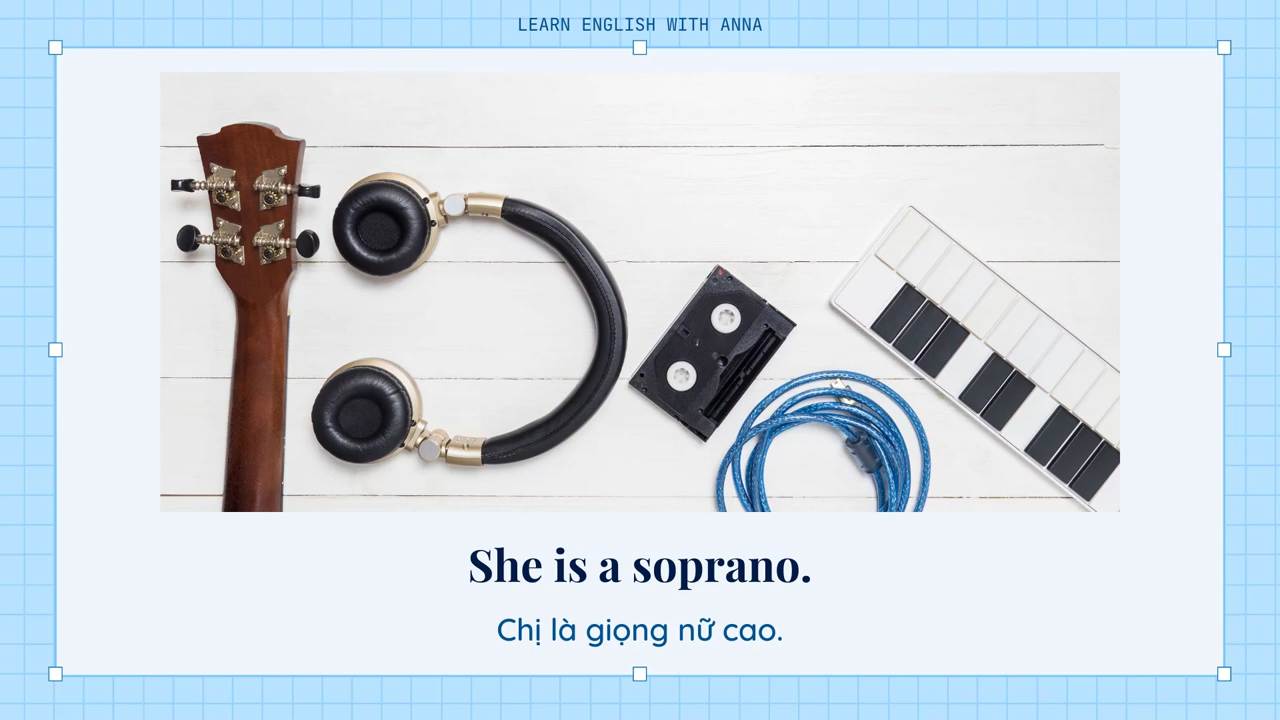 LEARN ENGLISH WITH ANNA
She is a soprano.
Chị là giọng nữ cao.